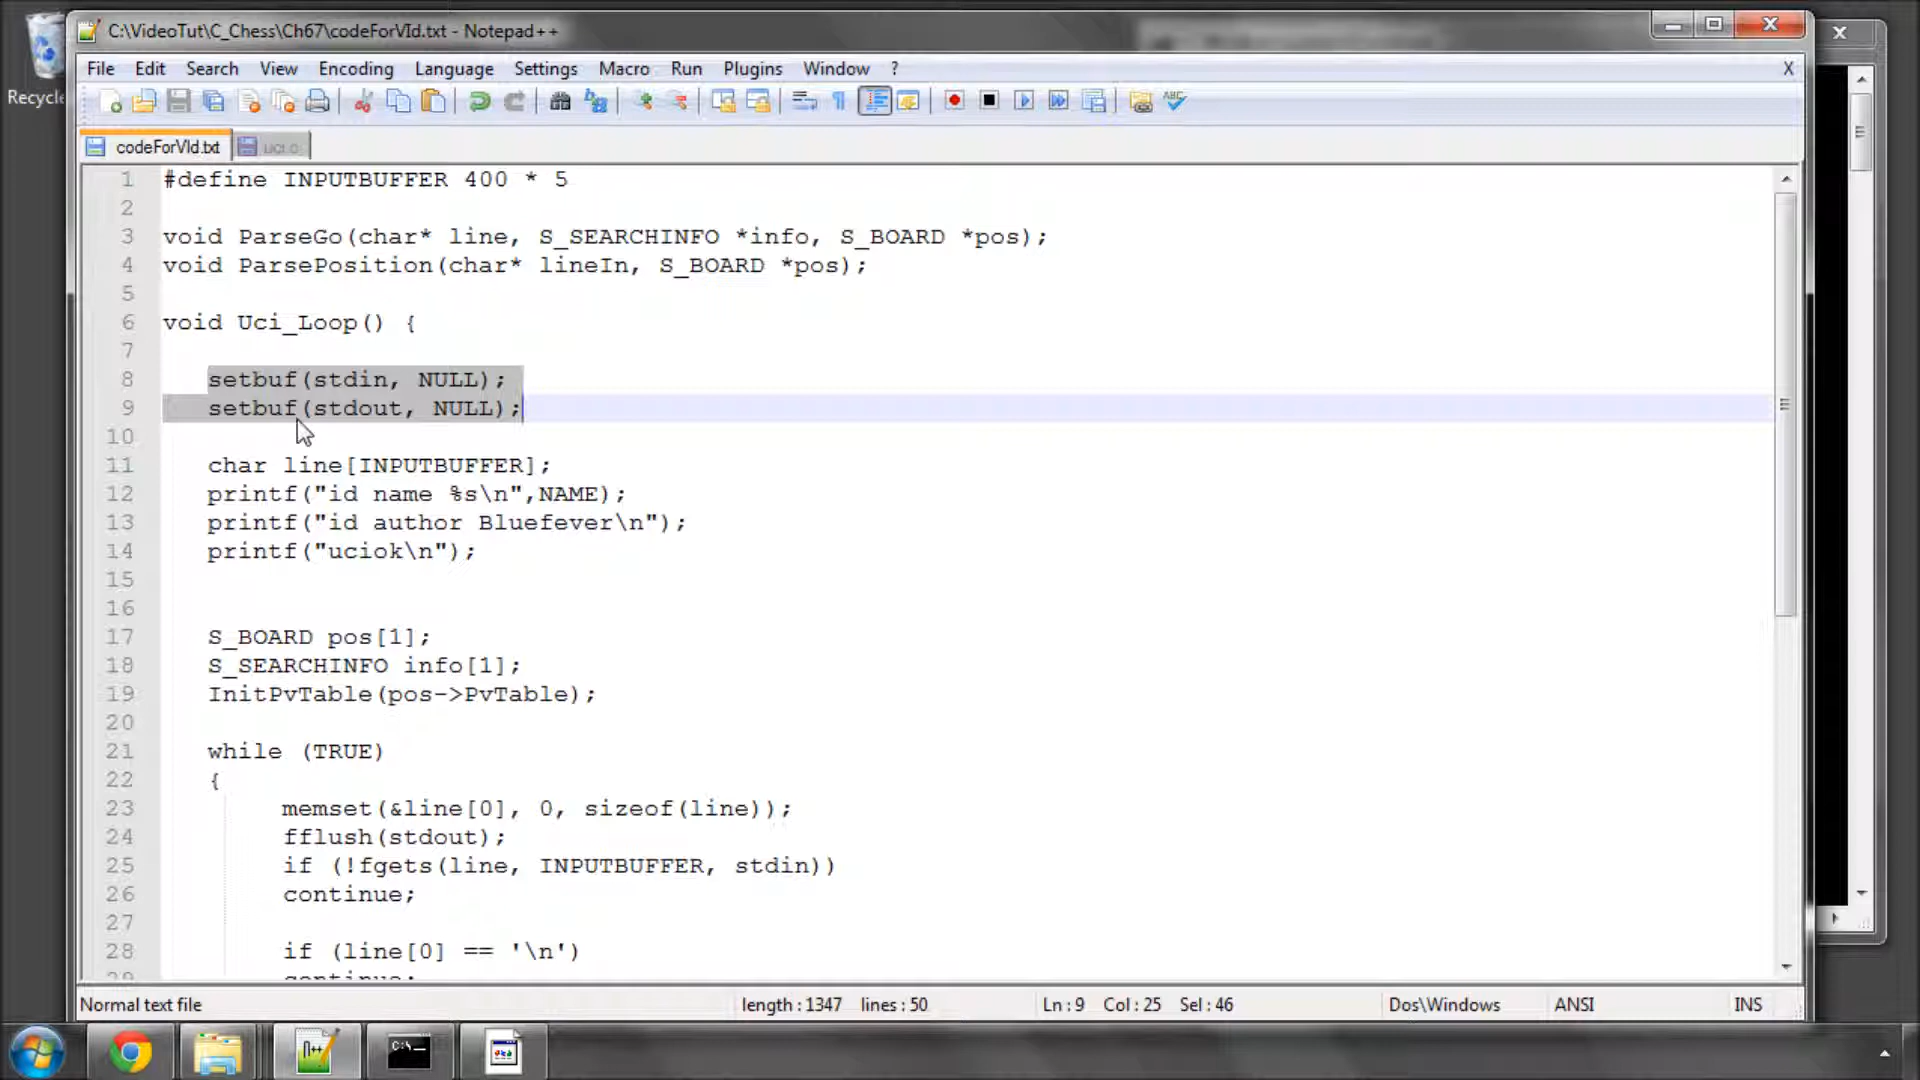 C:\VideoTut\C_Chess\Ch67\codeForVId.txt - Notepad++
Recycle
File Edit Search View Encoding Language Settings Macro Run Plugins Window ? X
codeForVId.txt uci.c
1 #define INPUTBUFFER 400 * 5
2
3 void ParseGo(char* line, S_SEARCHINFO *info, S_BOARD *pos);
4 void ParsePosition(char* lineIn, S_BOARD *pos);
5
6 void Uci_Loop() {
7
8 setbuf(stdin, NULL);
9 setbuf(stdout, NULL);
10
11 char line[INPUTBUFFER];
12 printf("id name %s\n",NAME);
13 printf("id author Bluefever\n");
14 printf("uciok\n");
15
16
17 S_BOARD pos[1];
18 S_SEARCHINFO info[1];
19 InitPvTable(pos->PvTable);
20
21 while (TRUE)
22 {
23 memset(&line[0], 0, sizeof(line));
24 fflush(stdout);
25 if (!fgets(line, INPUTBUFFER, stdin))
26 continue;
27
28 if (line[0] == '\n')
29 continue;
Normal text file length : 1347 lines : 50 Ln : 9 Col : 25 Sel : 46 Dos\Windows ANSI INS